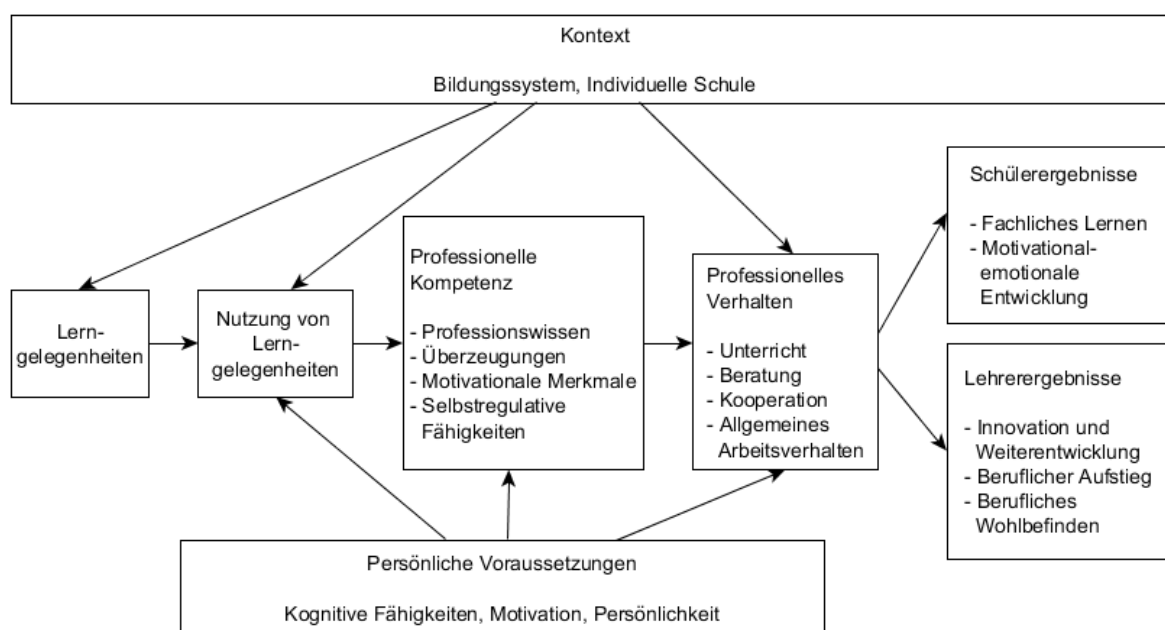 Kontext
Bildungssystem, Individuelle Schule
Lern-
gelegenheiten
Nutzung von
Lern-
gelegenheiten
Professionelle
Kompetenz
- Professionswissen
- Überzeugungen
- Motivationale Merkmale
- Selbstregulative
Fähigkeiten
Professionelles
Verhalten
- Unterricht
- Beratung
- Kooperation
- Allgemeines
Arbeitsverhalten
Schülerergebnisse
- Fachliches Lernen
- Motivational-
emotionale
Entwicklung
Lehrerergebnisse
- Innovation und
Weiterentwicklung
- Beruflicher Aufstieg
- Berufliches
Wohlbefinden
Persönliche Voraussetzungen
Kognitive Fähigkeiten, Motivation, Persönlichkeit